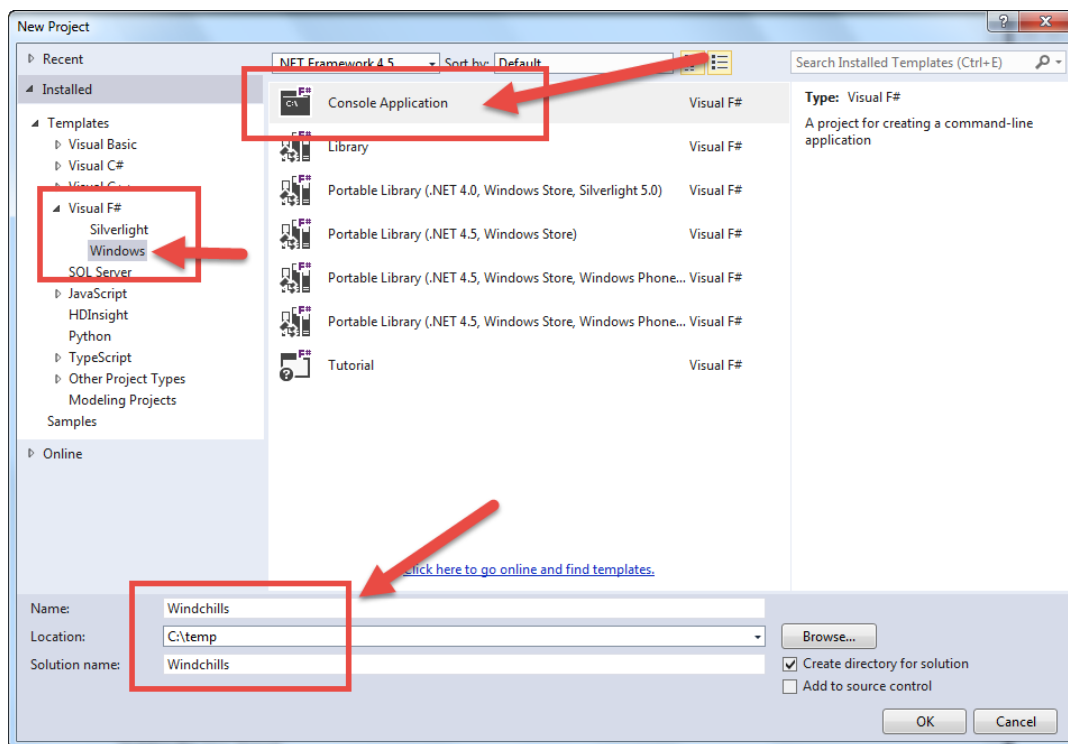 New Project
Recent
Installed
Templates
Visual Basic
Visual C#
Visual C++
Visual F#
Silverlight
Windows
SQL Server
JavaScript
HDInsight
Python
TypeScript
Other Project Types
Modeling Projects
Samples
Online
.NET Framework 4.5 Sort by: Default
Console Application Visual F#
Library Visual F#
Portable Library (.NET 4.0, Windows Store, Silverlight 5.0) Visual F#
Portable Library (.NET 4.5, Windows Store) Visual F#
Portable Library (.NET 4.5, Windows Store, Windows Phone... Visual F#
Portable Library (.NET 4.5, Windows Store, Windows Phone... Visual F#
Tutorial Visual F#
Click here to go online and find templates.
Search Installed Templates (Ctrl+E)
Type: Visual F#
A project for creating a command-line
application
Name: Windchills
Location: C:\temp
Browse...
Solution name: Windchills
Create directory for solution
Add to source control
OK Cancel